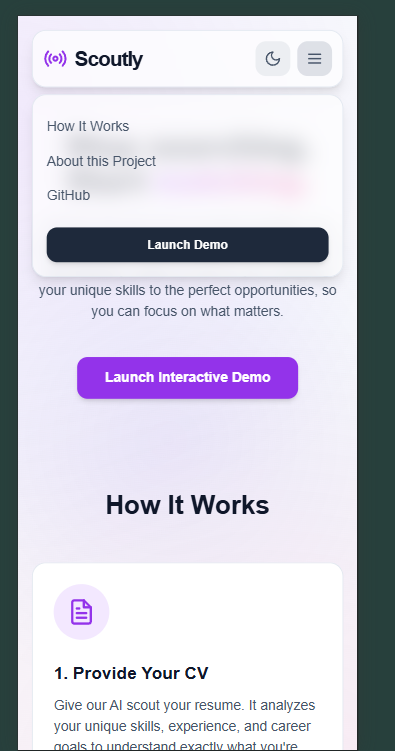 Scoutly
How It Works
About this Project
GitHub
Launch Demo
your unique skills to the perfect opportunities, so
you can focus on what matters.
Launch Interactive Demo
How It Works
1. Provide Your CV
Give our AI scout your resume. It analyzes
your unique skills, experience, and career
goals to understand exactly what you're